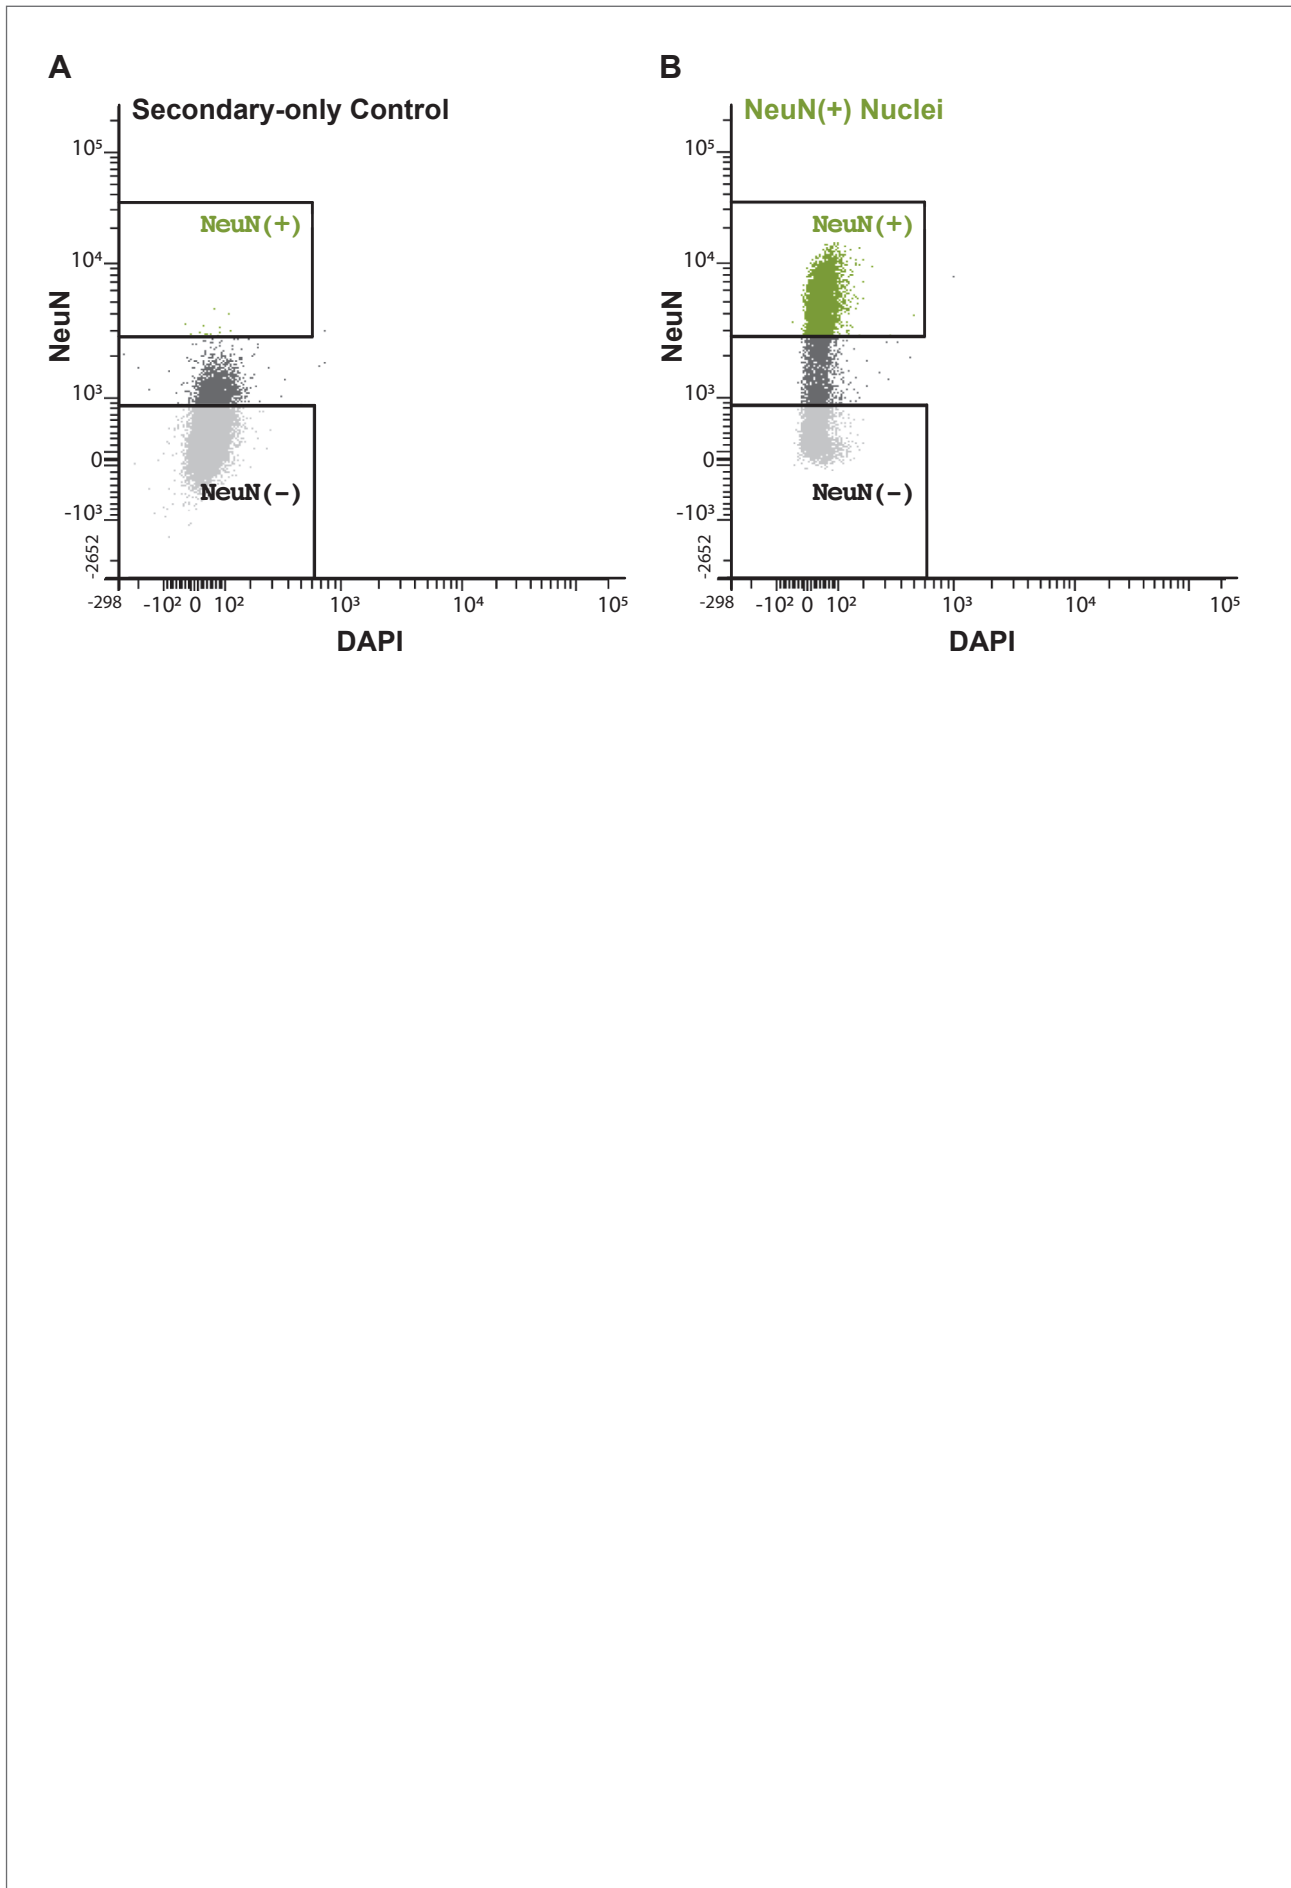 A
Secondary-only Control
10⁵
10⁴
10³
0
-10³
-2652
NeuN
NeuN(+)
NeuN(-)
-298 -10² 0 10² 10³ 10⁴ 10⁵
DAPI
B
NeuN(+) Nuclei
10⁵
10⁴
10³
0
-10³
-2652
NeuN
NeuN(+)
NeuN(-)
-298 -10² 0 10² 10³ 10⁴ 10⁵
DAPI